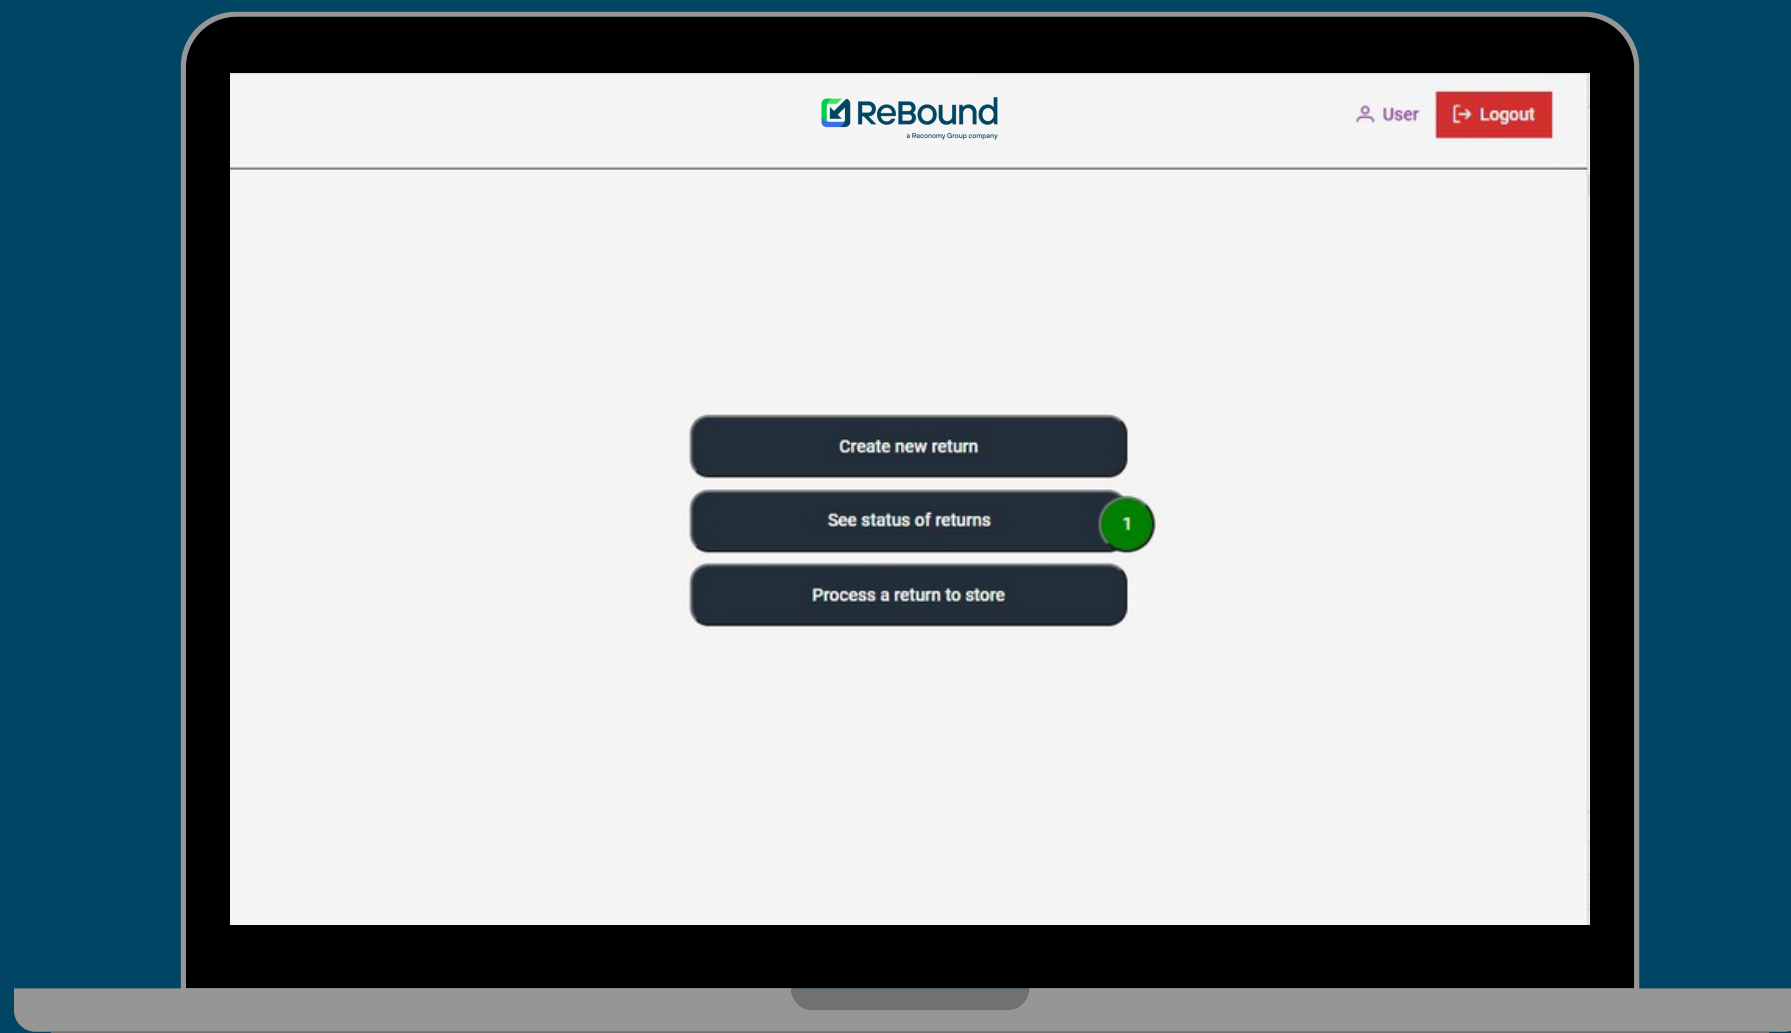 ReBound
a Reconomy Group company
User
Logout
Create new return
See status of returns
1
Process a return to store